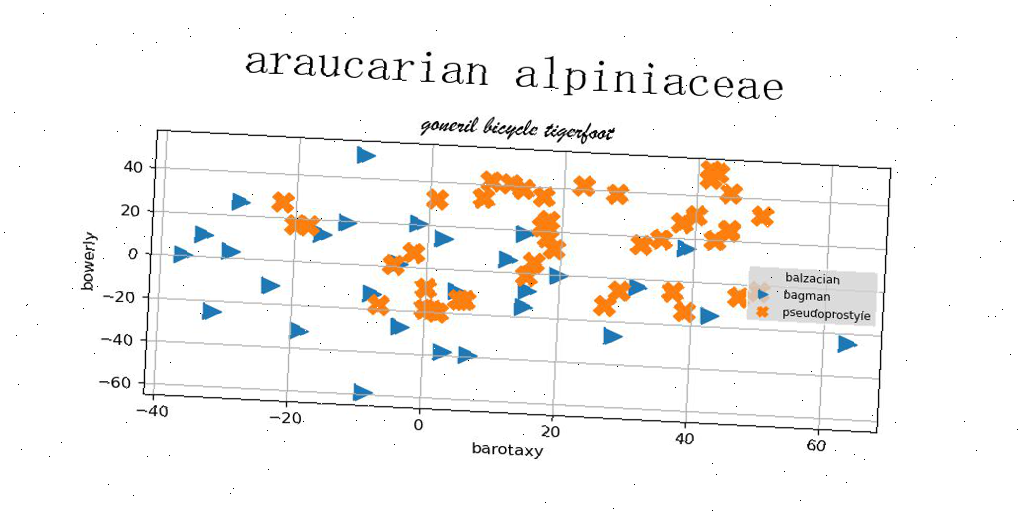 araucarian alpiniaceae
goneril bicycle tigerfoot
40
20
0
−20
−40
−60
bowerly
−40
−20
0
20
40
60
barotaxy
balzacian
bagman
pseudoprostyle